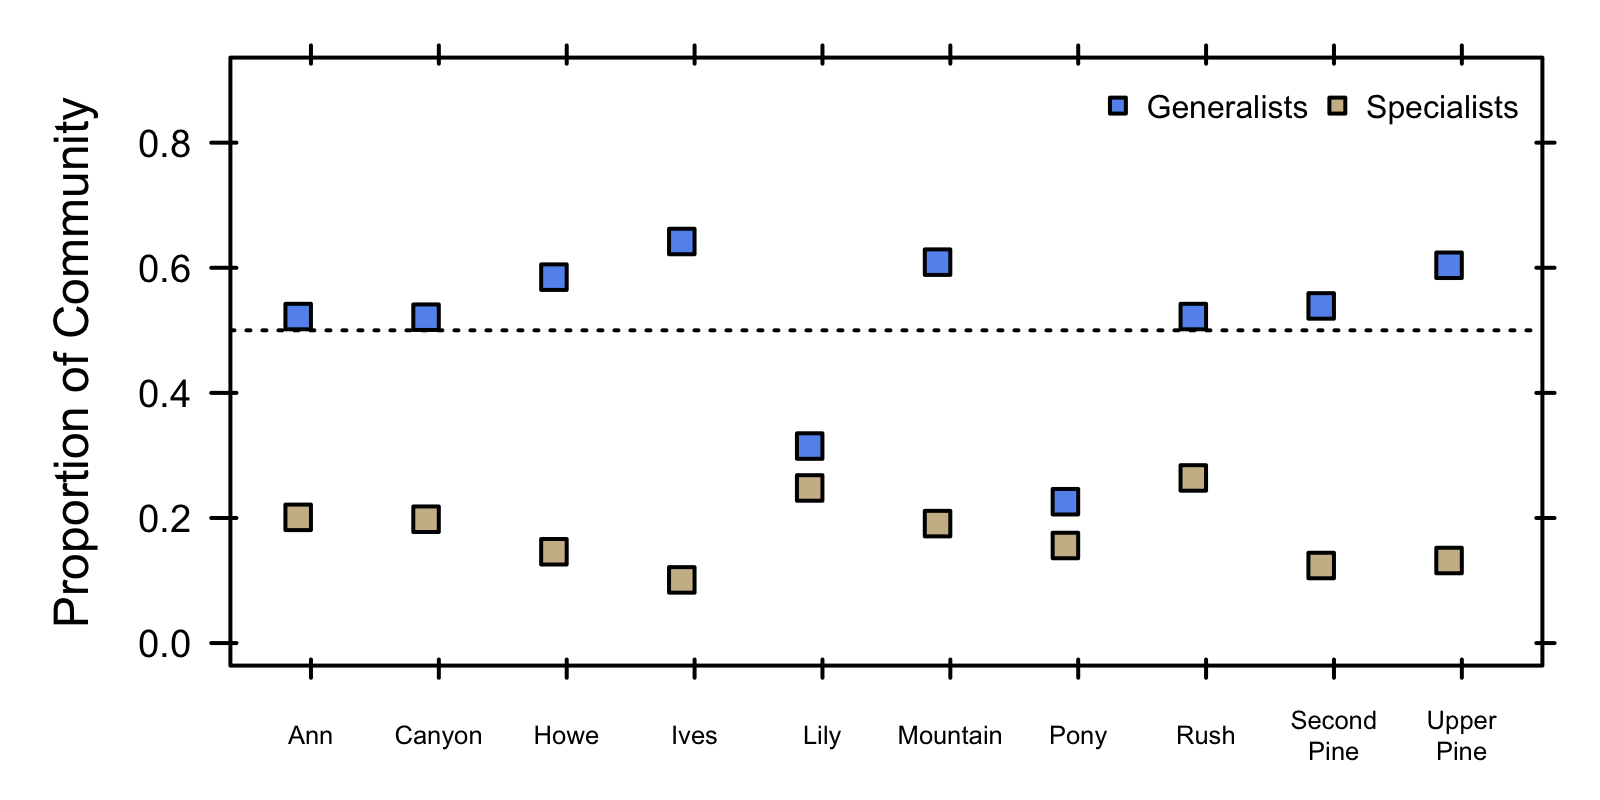 Generalists Specialists
Proportion of Community
0.8
0.6
0.4
0.2
0.0
Ann Canyon Howe Ives Lily Mountain Pony Rush Second Pine Upper Pine